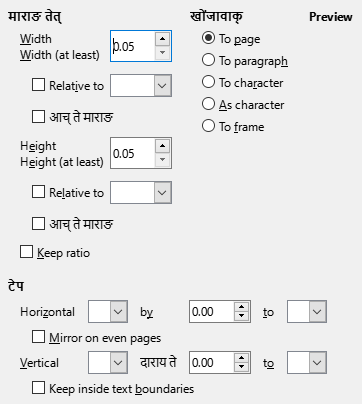 माराङ तेत्
Width
Width (at least)
0.05
Relative to
आच् ते माराङ
Height
Height (at least)
0.05
Relative to
आच् ते माराङ
Keep ratio
खोंजावाक्
Preview
To page
To paragraph
To character
As character
To frame
टेप
Horizontal by 0.00 to
Mirror on even pages
Vertical दाराय ते 0.00 to
Keep inside text boundaries